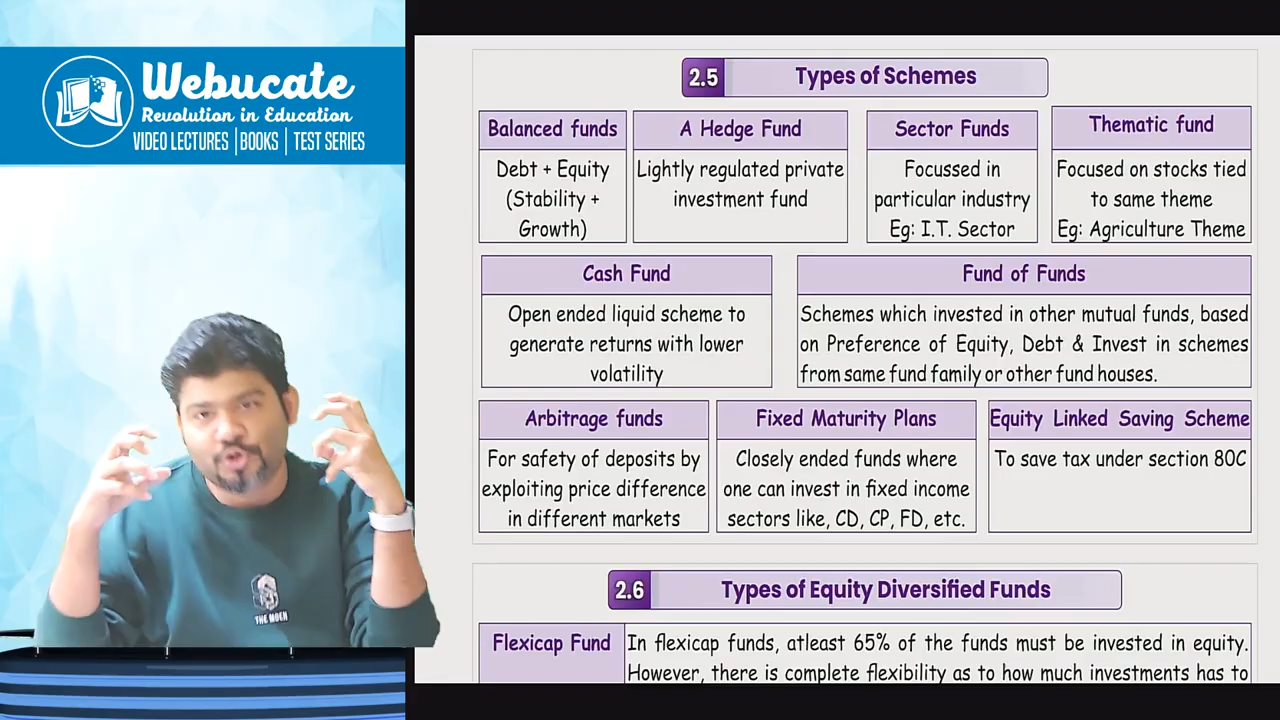 Webucate
Revolution in Education
VIDEO LECTURES | BOOKS | TEST SERIES
THE MOEN
2.5 Types of Schemes
Balanced funds
Debt + Equity
(Stability +
Growth)
A Hedge Fund
Lightly regulated private
investment fund
Sector Funds
Focussed in
particular industry
Eg: I.T. Sector
Thematic fund
Focused on stocks tied
to same theme
Eg: Agriculture Theme
Cash Fund
Open ended liquid scheme to
generate returns with lower
volatility
Fund of Funds
Schemes which invested in other mutual funds, based
on Preference of Equity, Debt & Invest in schemes
from same fund family or other fund houses.
Arbitrage funds
For safety of deposits by
exploiting price difference
in different markets
Fixed Maturity Plans
Closely ended funds where
one can invest in fixed income
sectors like, CD, CP, FD, etc.
Equity Linked Saving Scheme
To save tax under section 80C
2.6 Types of Equity Diversified Funds
Flexicap Fund
In flexicap funds, atleast 65% of the funds must be invested in equity.
However, there is complete flexibility as to how much investments has to